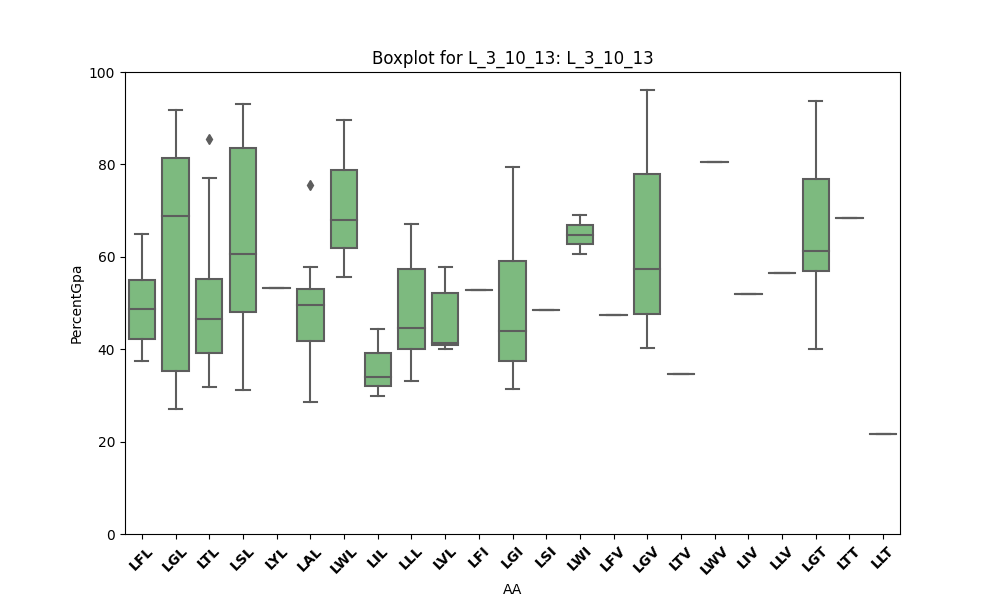 Boxplot for L_3_10_13: L_3_10_13
PercentGpa
100
80
60
40
20
0
LFL LGL LTL LSL LYL LAL LWL LIL LLL LVL LFI LGI LSI LWI LFV LGV LTV LWV LIV LLV LGT LTT LLT
AA